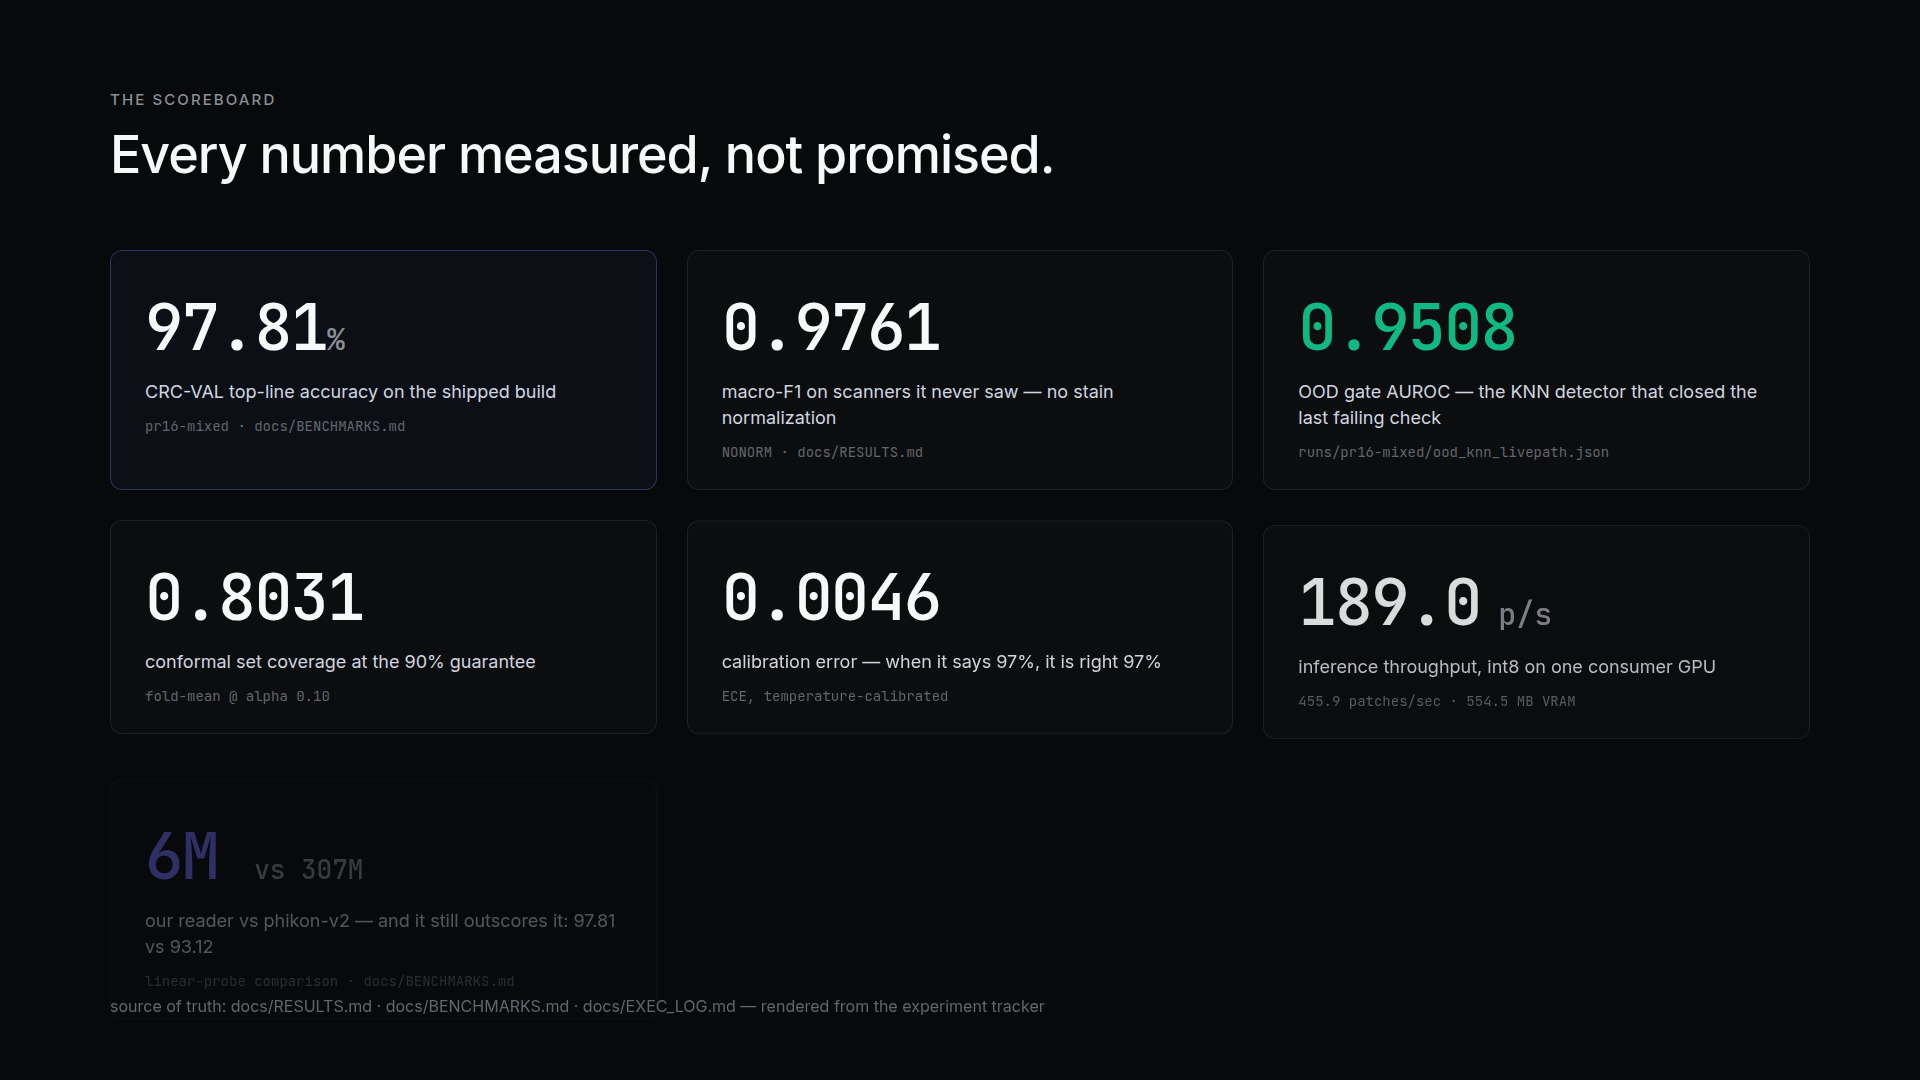 THE SCOREBOARD
Every number measured, not promised.
97.81%
CRC-VAL top-line accuracy on the shipped build
pr16-mixed · docs/BENCHMARKS.md
0.9761
macro-F1 on scanners it never saw — no stain
normalization
NONORM · docs/RESULTS.md
0.9508
OOD gate AUROC — the KNN detector that closed the
last failing check
runs/pr16-mixed/ood_knn_livepath.json
0.8031
conformal set coverage at the 90% guarantee
fold-mean @ alpha 0.10
0.0046
calibration error — when it says 97%, it is right 97%
ECE, temperature-calibrated
189.0 p/s
inference throughput, int8 on one consumer GPU
455.9 patches/sec · 554.5 MB VRAM
6M vs 307M
our reader vs phikon-v2 — and it still outscores it: 97.81
vs 93.12
linear-probe comparison · docs/BENCHMARKS.md
source of truth: docs/RESULTS.md · docs/BENCHMARKS.md · docs/EXEC_LOG.md — rendered from the experiment tracker